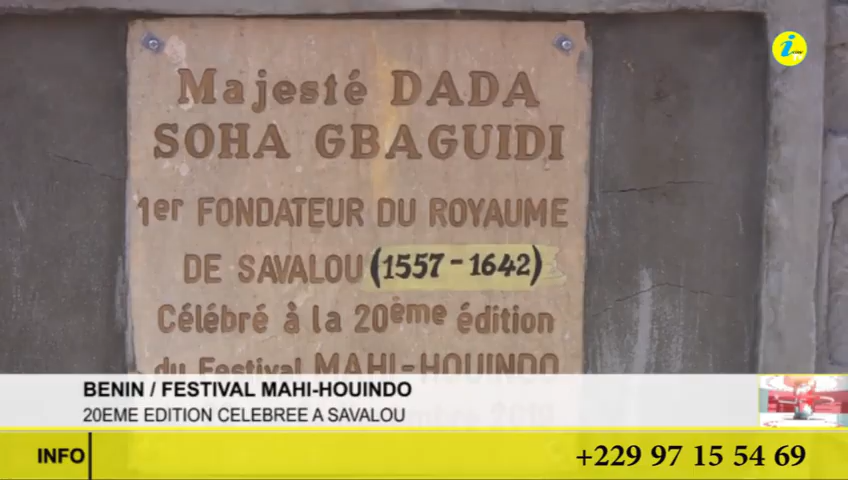 Majesté DADA
SOHA GBAGUIDI
1er FONDATEUR DU ROYAUME
DE SAVALOU (1557-1642)
Célébré à la 20ème édition
du Festival MAHI-HOUINDO
BENIN / FESTIVAL MAHI-HOUINDO
20EME EDITION CELEBREE A SAVALOU
INFO
+229 97 15 54 69